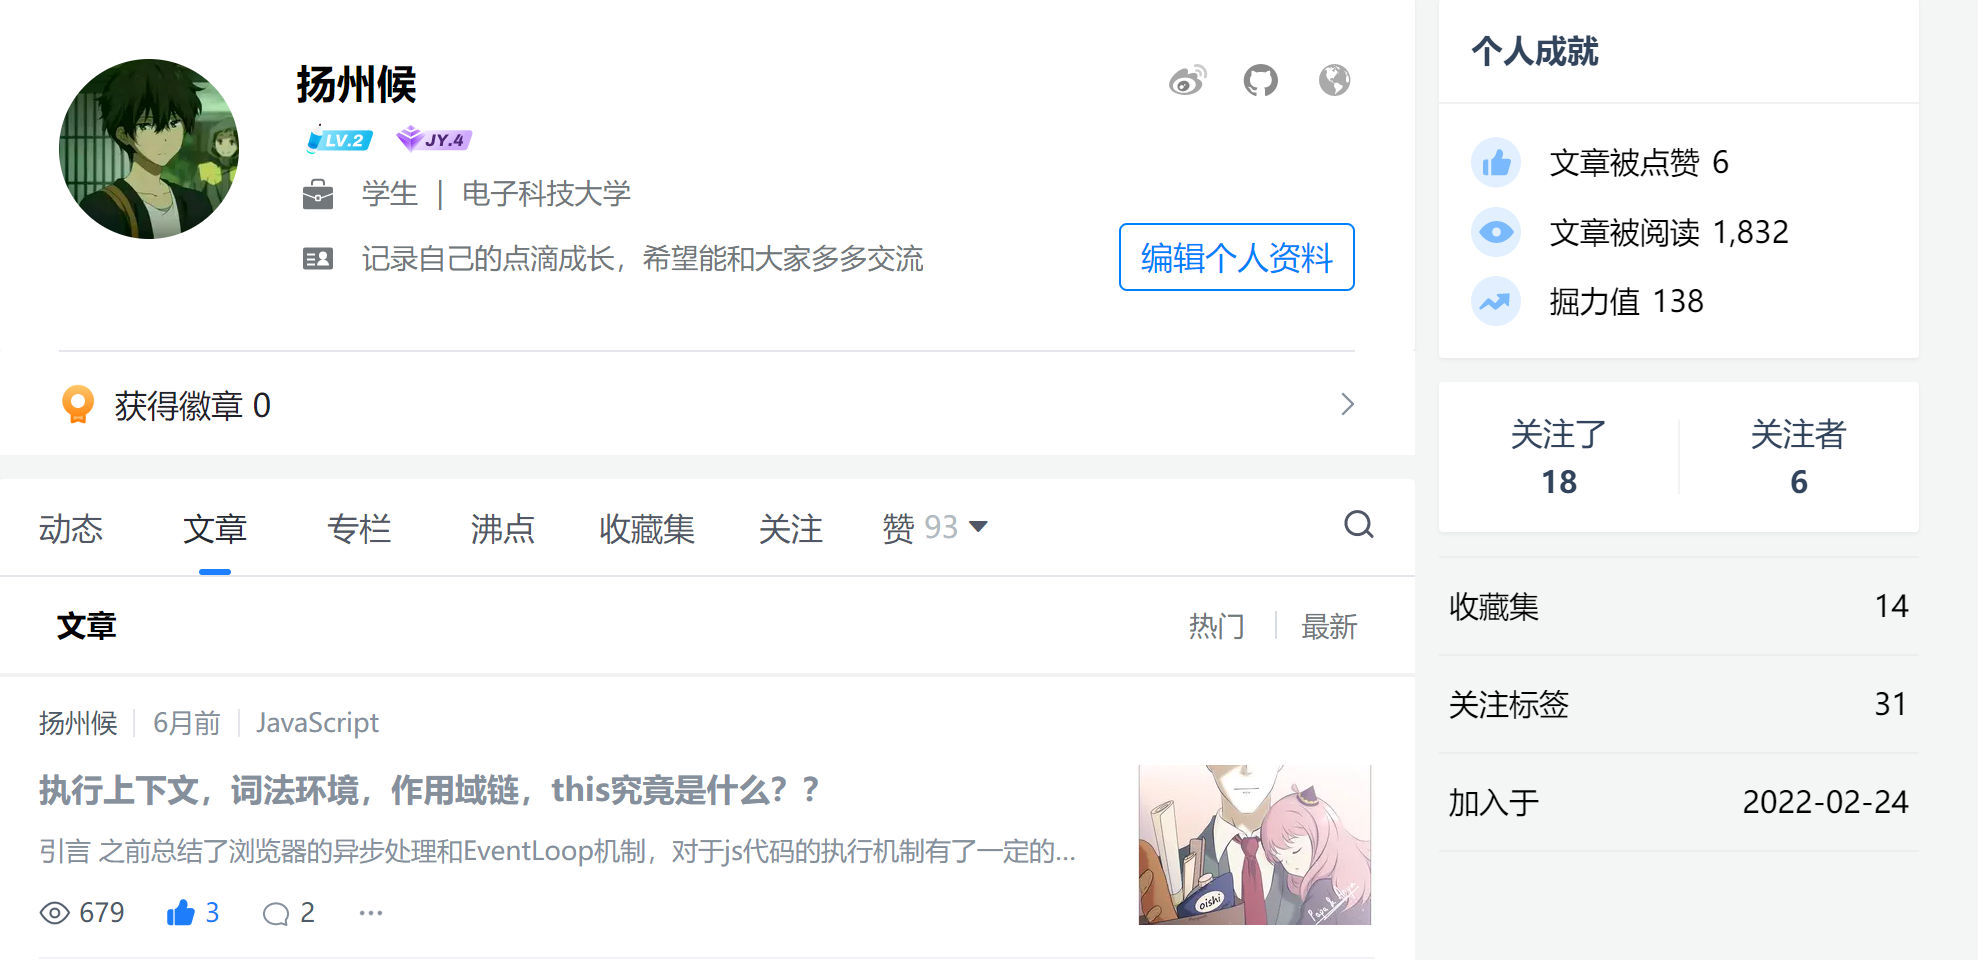 扬州候
LV.2 JY.4
学生 | 电子科技大学
记录自己的点滴成长，希望能和大家多多交流
编辑个人资料
获得徽章 0
动态 文章 专栏 沸点 收藏集 关注 赞 93
文章
热门 最新
扬州候 6月前 JavaScript
执行上下文，词法环境，作用域链，this究竟是什么？？
引言 之前总结了浏览器的异步处理和EventLoop机制，对于js代码的执行机制有了一定的...
679 3 2
oishi
Papa & Anya
个人成就
文章被点赞 6
文章被阅读 1,832
掘力值 138
关注了 关注者
18 6
收藏集 14
关注标签 31
加入于 2022-02-24